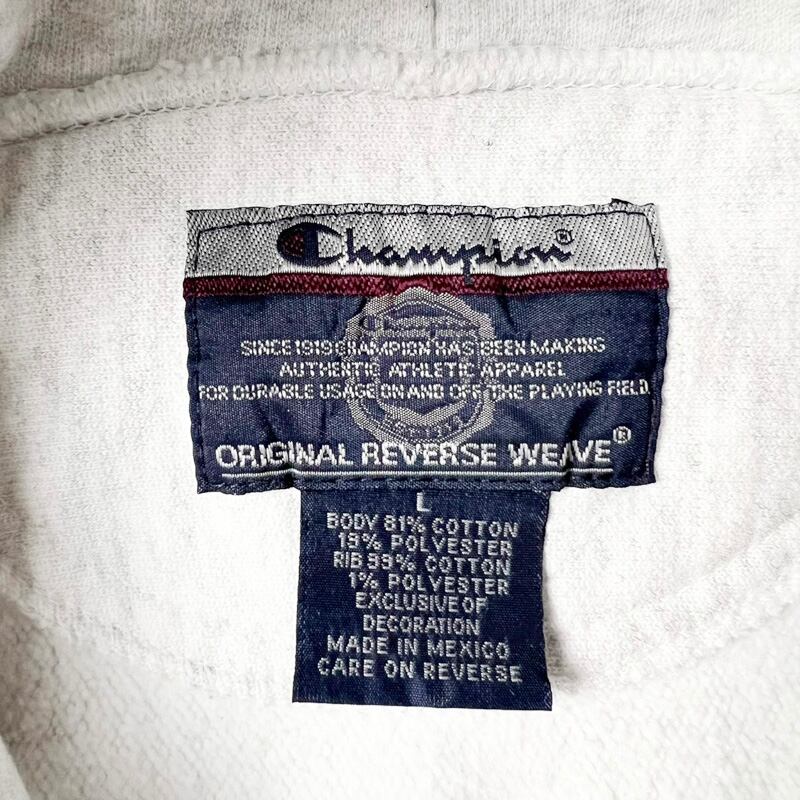 Champion®
SINCE 1919 CHAMPION HAS BEEN MAKING
AUTHENTIC ATHLETIC APPAREL
FOR DURABLE USAGE ON AND OFF THE PLAYING FIELD
ORIGINAL REVERSE WEAVE®
L
BODY 81% COTTON
19% POLYESTER
RIB 99% COTTON
1% POLYESTER
EXCLUSIVE OF
DECORATION
MADE IN MEXICO
CARE ON REVERSE